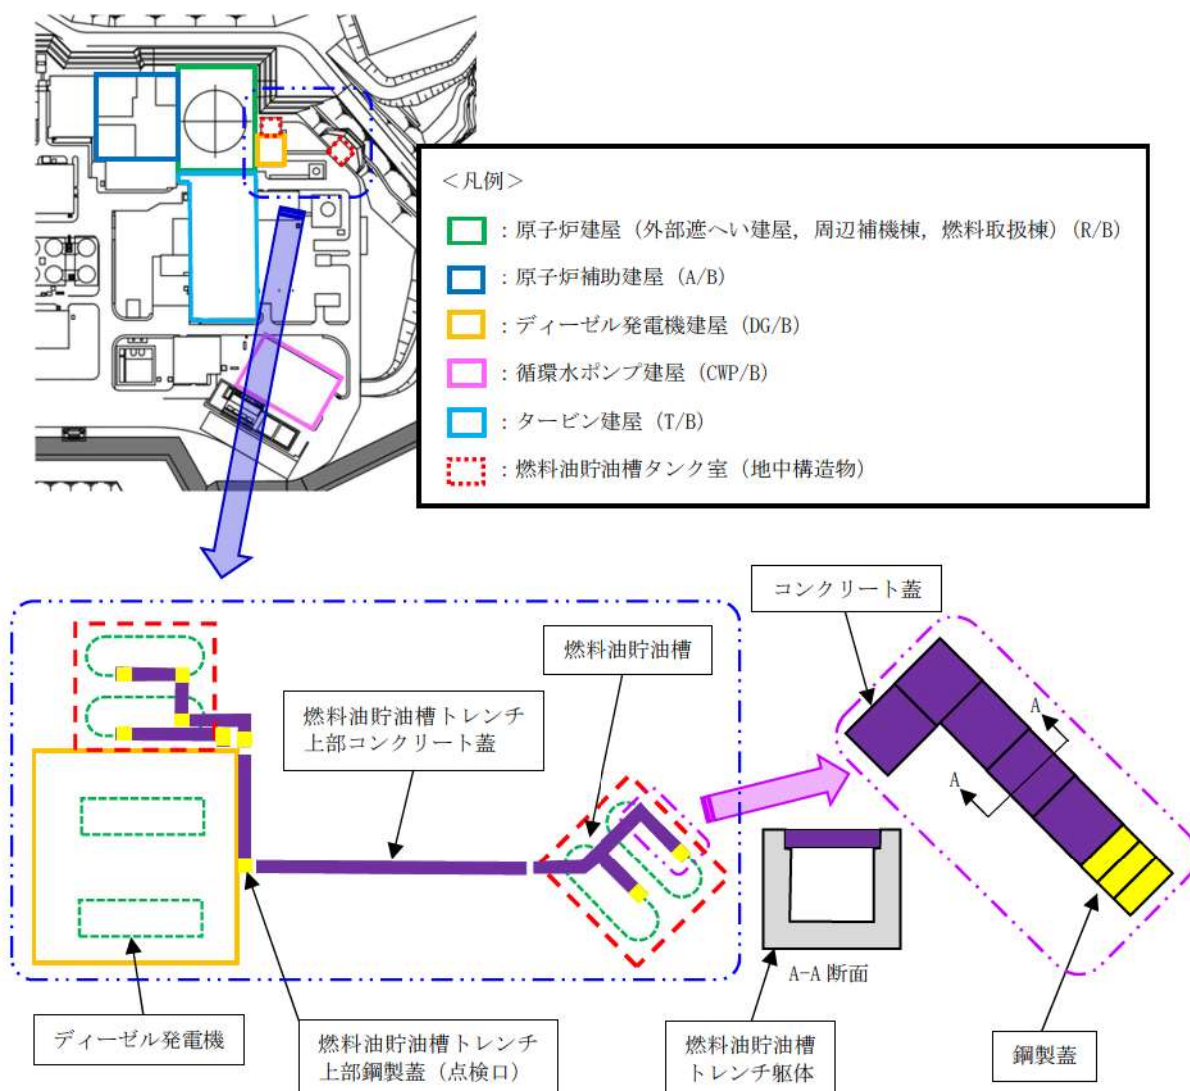 <凡例>
：原子炉建屋（外部遮へい建屋，周辺補機棟，燃料取扱棟）(R/B)
：原子炉補助建屋 (A/B)
：ディーゼル発電機建屋 (DG/B)
：循環水ポンプ建屋 (CWP/B)
：タービン建屋 (T/B)
：燃料油貯油槽タンク室（地中構造物）
コンクリート蓋
燃料油貯油槽
燃料油貯油槽トレンチ
上部コンクリート蓋
A
A
A-A 断面
ディーゼル発電機
燃料油貯油槽トレンチ
上部鋼製蓋（点検口）
燃料油貯油槽
トレンチ躯体
鋼製蓋